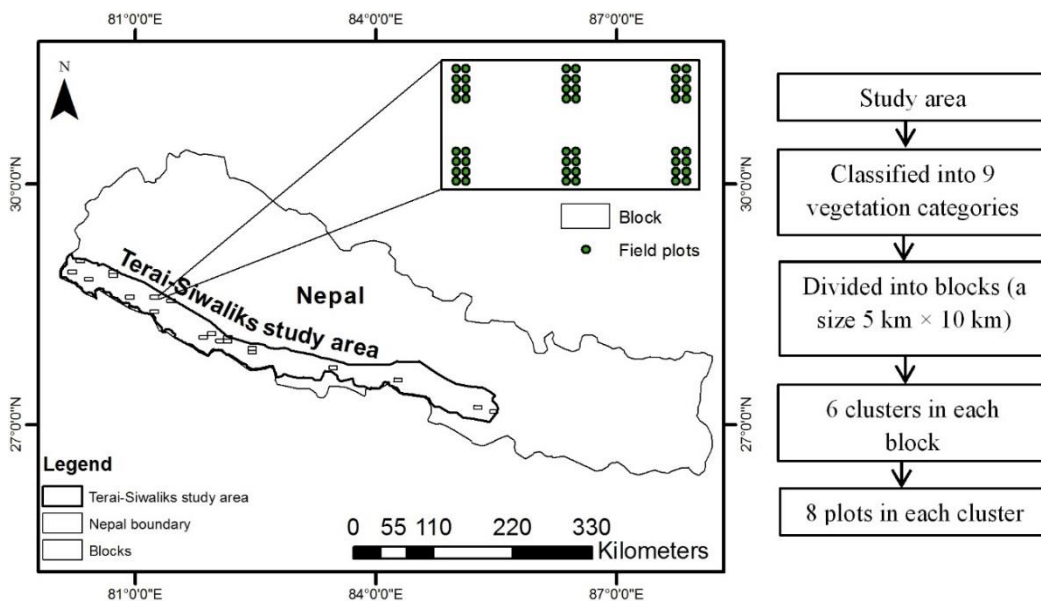 81°0'0"E
84°0'0"E
87°0'0"E
N
30°0'0"N
30°0'0"N
Block
Field plots
Terai-Siwaliks study area
Nepal
27°0'0"N
27°0'0"N
Legend
Terai-Siwaliks study area
Nepal boundary
Blocks
0 55 110 220 330
Kilometers
81°0'0"E
84°0'0"E
87°0'0"E
Study area
Classified into 9
vegetation categories
Divided into blocks (a
size 5 km × 10 km)
6 clusters in each
block
8 plots in each cluster